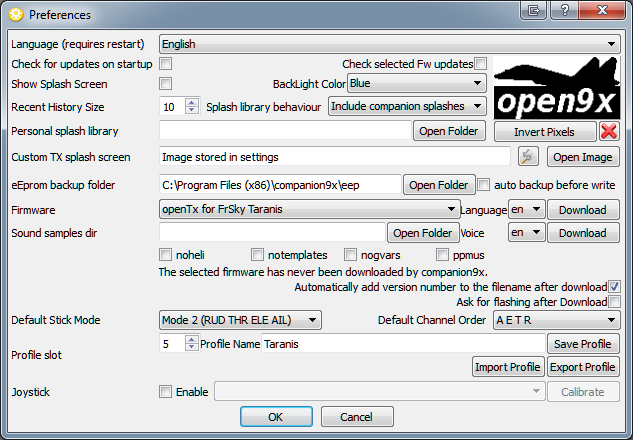 Preferences
Language (requires restart) English
Check for updates on startup Check selected Fw updates
Show Splash Screen BackLight Color Blue
Recent History Size 10 Splash library behaviour Include companion splashes
open9x
Personal splash library Open Folder Invert Pixels
Custom TX splash screen Image stored in settings Open Image
eEprom backup folder C:\Program Files (x86)\companion9x\eep Open Folder auto backup before write
Firmware openTx for FrSky Taranis Language en Download
Sound samples dir Open Folder Voice en Download
noheli notemplates nogvars ppmus
The selected firmware has never been downloaded by companion9x.
Automatically add version number to the filename after download
Ask for flashing after Download
Default Stick Mode Mode 2 (RUD THR ELE AIL) Default Channel Order A E T R
Profile slot 5 Profile Name Taranis Save Profile
Import Profile Export Profile
Joystick Enable Calibrate
OK Cancel